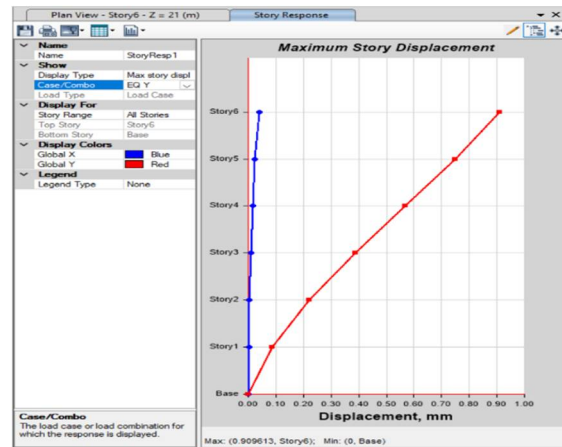 Plan View - Story6 - Z = 21 (m)
Story Response
Name
Name StoryResp1
Show
Display Type Max story displ
Case/Combo EQ Y
Load Type Load Case
Display For
Story Range All Stories
Top Story Story6
Bottom Story Base
Display Colors
Global X Blue
Global Y Red
Legend
Legend Type None
Case/Combo
The load case or load combination for
which the response is displayed.
Maximum Story Displacement
Story6
Story5
Story4
Story3
Story2
Story1
Base
0.00 0.10 0.20 0.30 0.40 0.50 0.60 0.70 0.80 0.90 1.00
Displacement, mm
Max: (0.909613, Story6); Min: (0, Base)